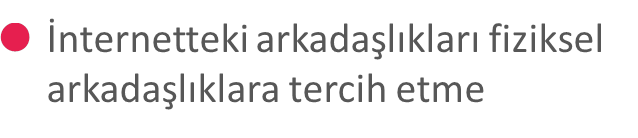 İnternetteki arkadaşlıkları fiziksel
arkadaşlıklara tercih etme